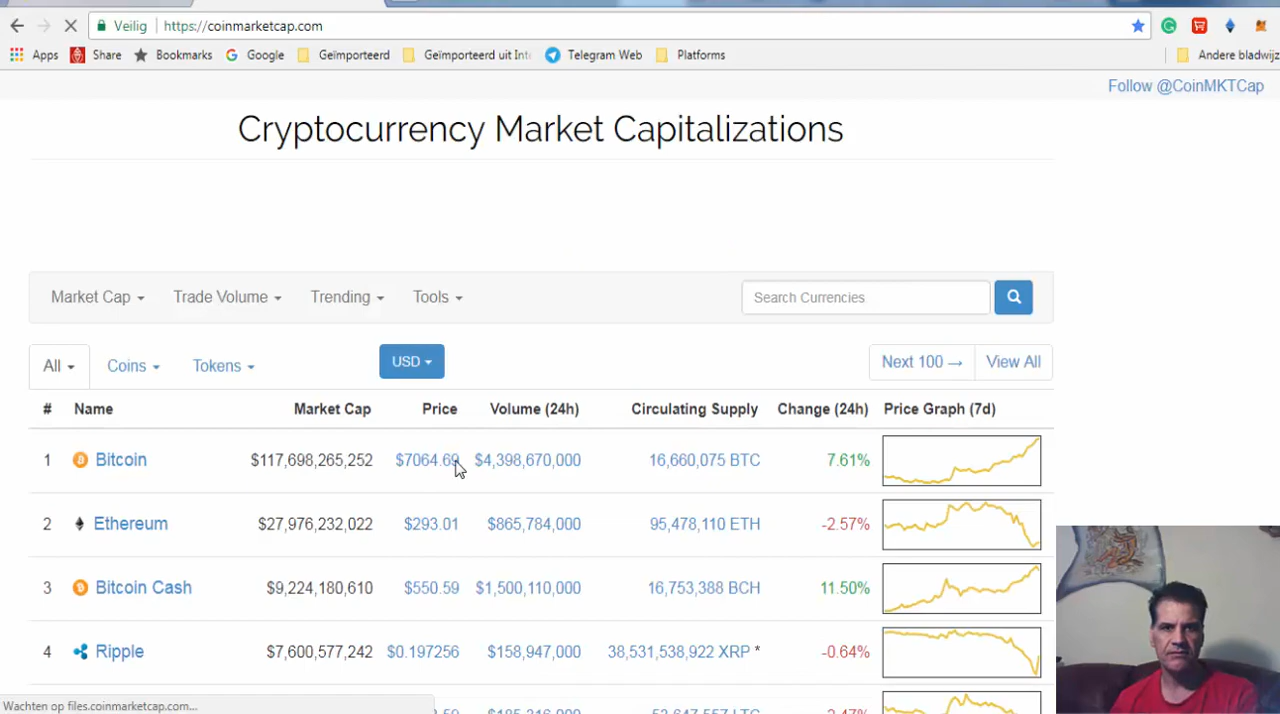 Veilig https://coinmarketcap.com
Apps Share Bookmarks Google Geïmporteerd Geïmporteerd uit Int Telegram Web Platforms Andere bladwijz
Follow @CoinMKTCap
Cryptocurrency Market Capitalizations
Market Cap Trade Volume Trending Tools Search Currencies
All Coins Tokens USD Next 100 → View All
# Name Market Cap Price Volume (24h) Circulating Supply Change (24h) Price Graph (7d)
1 Bitcoin $117,698,265,252 $7064.69 $4,398,670,000 16,660,075 BTC 7.61%
2 Ethereum $27,976,232,022 $293.01 $865,784,000 95,478,110 ETH -2.57%
3 Bitcoin Cash $9,224,180,610 $550.59 $1,500,110,000 16,753,388 BCH 11.50%
4 Ripple $7,600,577,242 $0.197256 $158,947,000 38,531,538,922 XRP * -0.64%
Wachten op files.coinmarketcap.com...